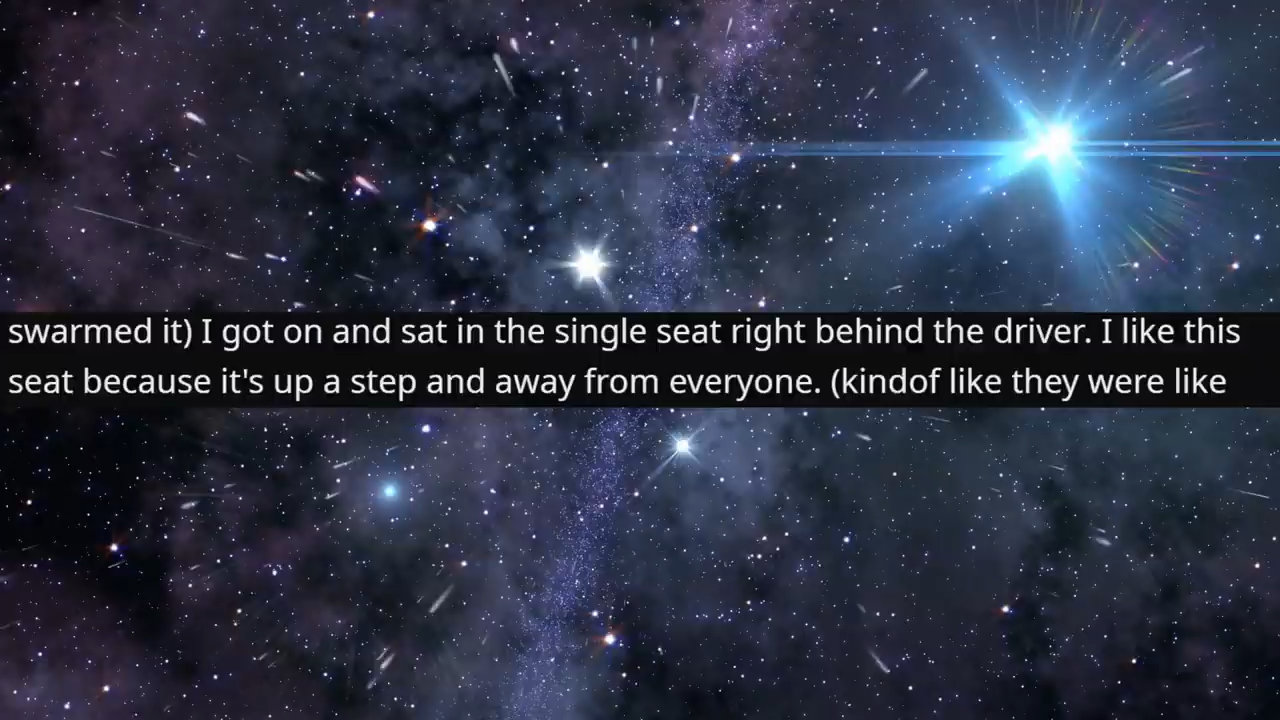 swarmed it) I got on and sat in the single seat right behind the driver. I like this
seat because it's up a step and away from everyone. (kindof like they were like